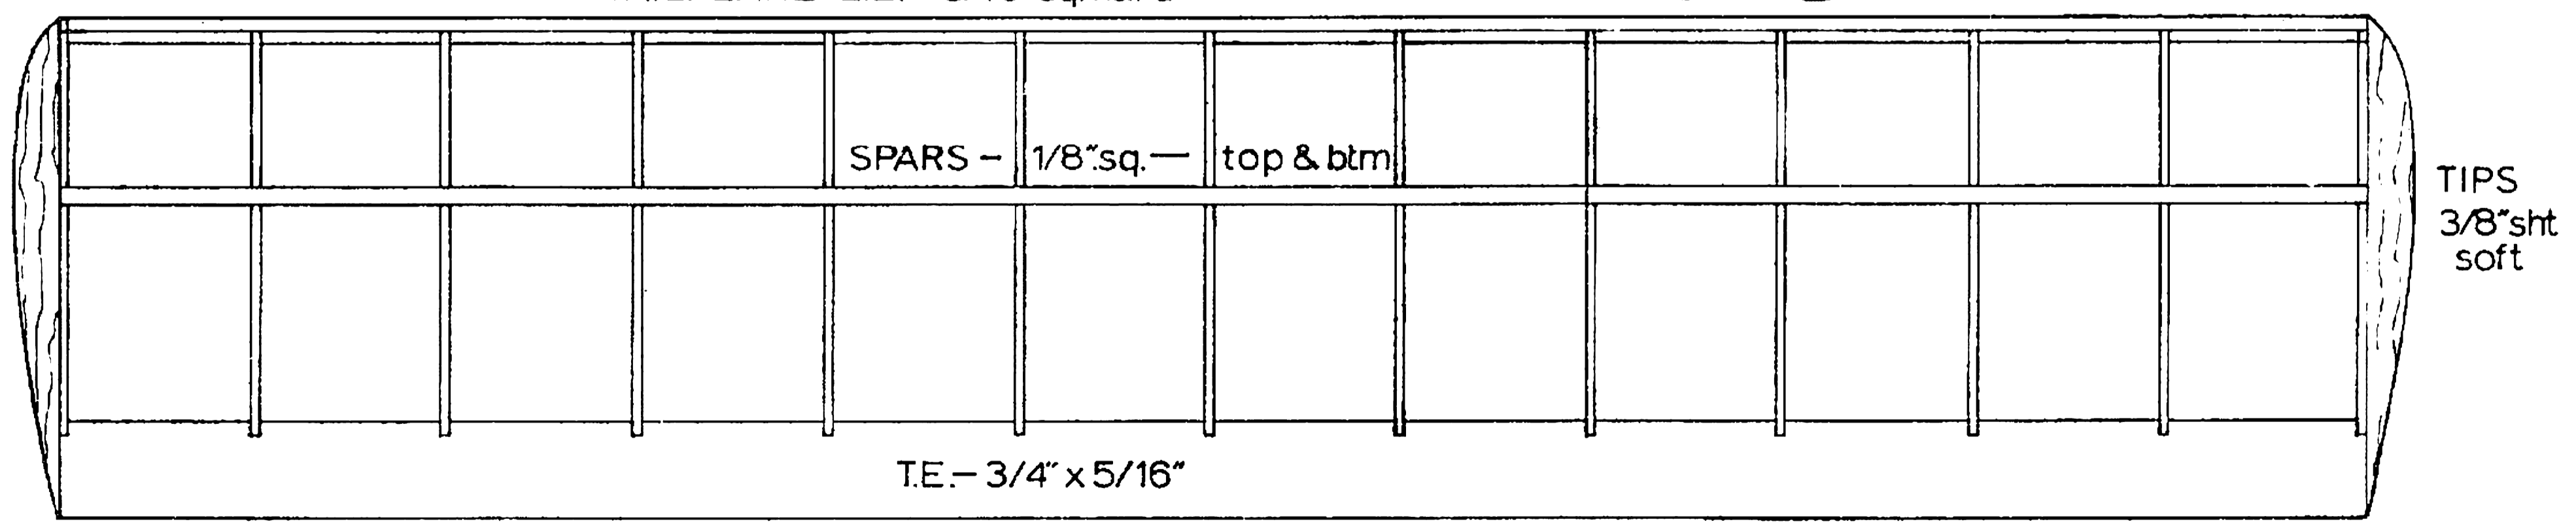 SPARS – 1/8" sq. — top & btm
TIPS
3/8" sht
soft
T.E. – 3/4" x 5/16"